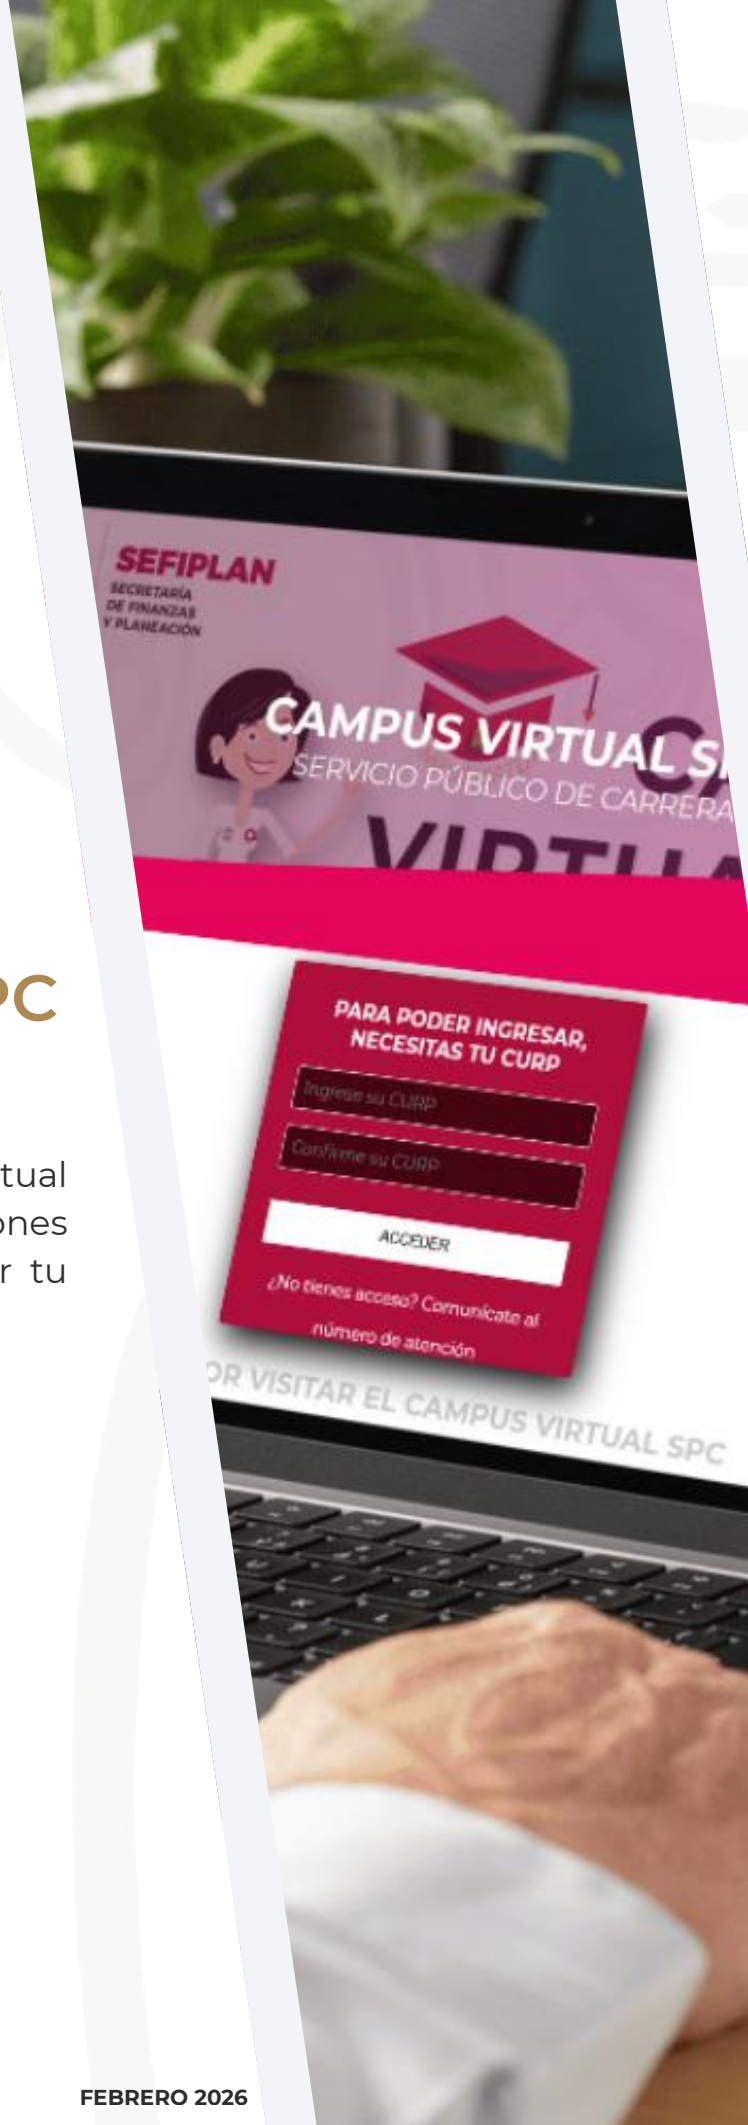 SEFIPLAN
SECRETARÍA
DE FINANZAS
Y PLANEACIÓN
CAMPUS VIRTUAL S
SERVICIO PÚBLICO DE CARRERA
CA
VIRTUA
PC
PARA PODER INGRESAR,
NECESITAS TU CURP
Ingrese su CURP
Confirme su CURP
ACCEDER
¿No tienes acceso? Comunícate al
número de atención
tual
ones
r tu
OR VISITAR EL CAMPUS VIRTUAL SPC
FEBRERO 2026